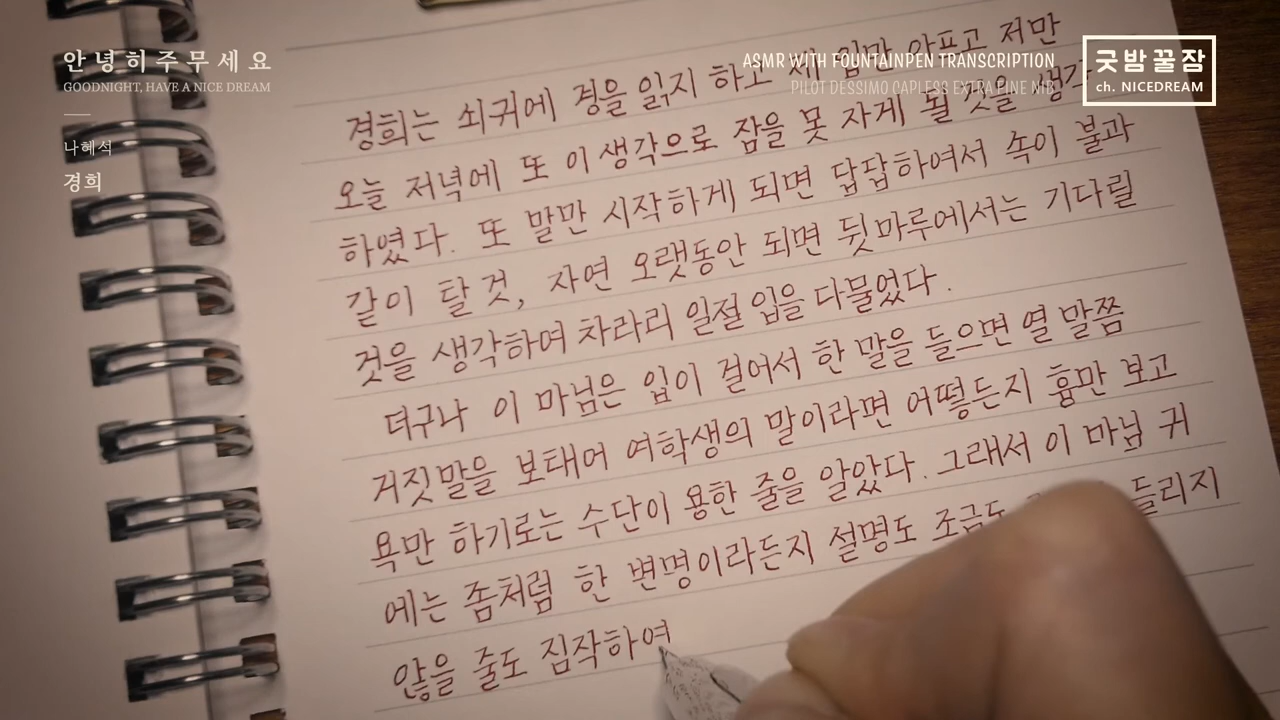 안녕히주무세요
GOODNIGHT, HAVE A NICE DREAM
나혜석
경희
ASMR WITH FOUNTAINPEN TRANSCRIPTION
PILOT DESSIMO CAPLESS EXTRA FINE NIB
굿밤꿀잠
ch. NICEDREAM
경희는 쇠귀에 경을 읽지 하고 제 입만 아프고 저만
오늘 저녁에 또 이 생각으로 잠을 못 자게 될 것을 생각
하였다. 또 말만 시작하게 되면 답답하여서 속이 불과
같이 탈 것, 자연 오랫동안 되면 뒷마루에서는 기다릴
것을 생각하여 차라리 일절 입을 다물었다.
더구나 이 마님은 입이 걸어서 한 말을 들으면 열 말쯤
거짓말을 보태어 여학생의 말이라면 어떻든지 흉만 보고
욕만 하기로는 수단이 용한 줄을 알았다. 그래서 이 마님 귀
에는 좀처럼 한 변명이라든지 설명도 조금도 들리지
않을 줄도 짐작하여